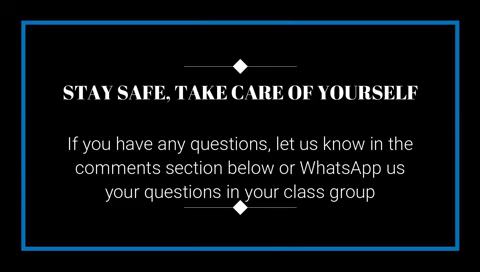 STAY SAFE, TAKE CARE OF YOURSELF
If you have any questions, let us know in the
comments section below or WhatsApp us
your questions in your class group